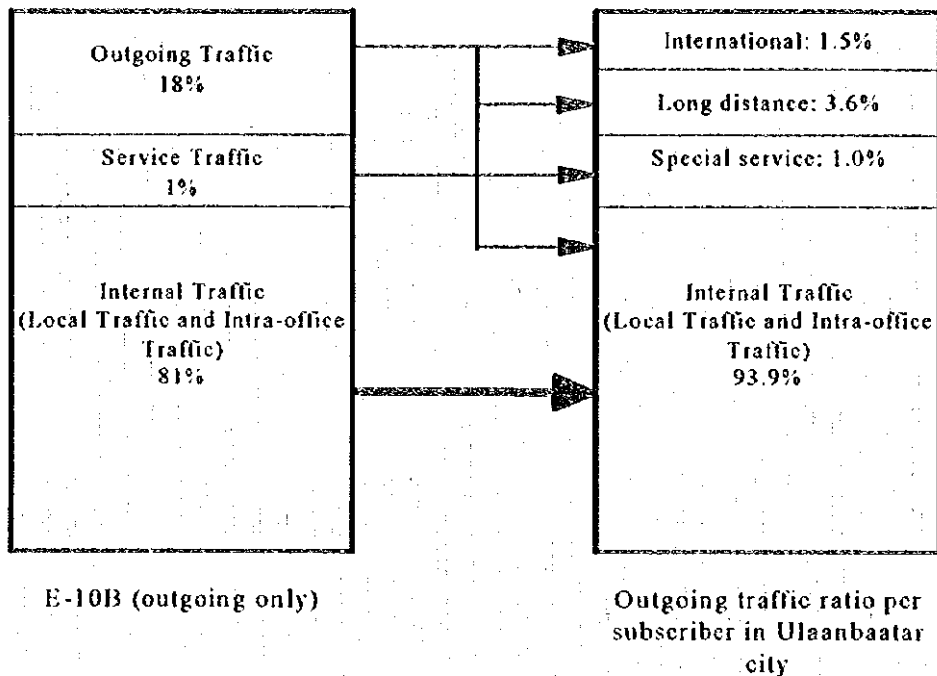 Outgoing Traffic
18%
Service Traffic
1%
Internal Traffic
(Local Traffic and Intra-office
Traffic)
81%
E-10B (outgoing only)
International: 1.5%
Long distance: 3.6%
Special service: 1.0%
Internal Traffic
(Local Traffic and Intra-office
Traffic)
93.9%
Outgoing traffic ratio per
subscriber in Ulaanbaatar
city